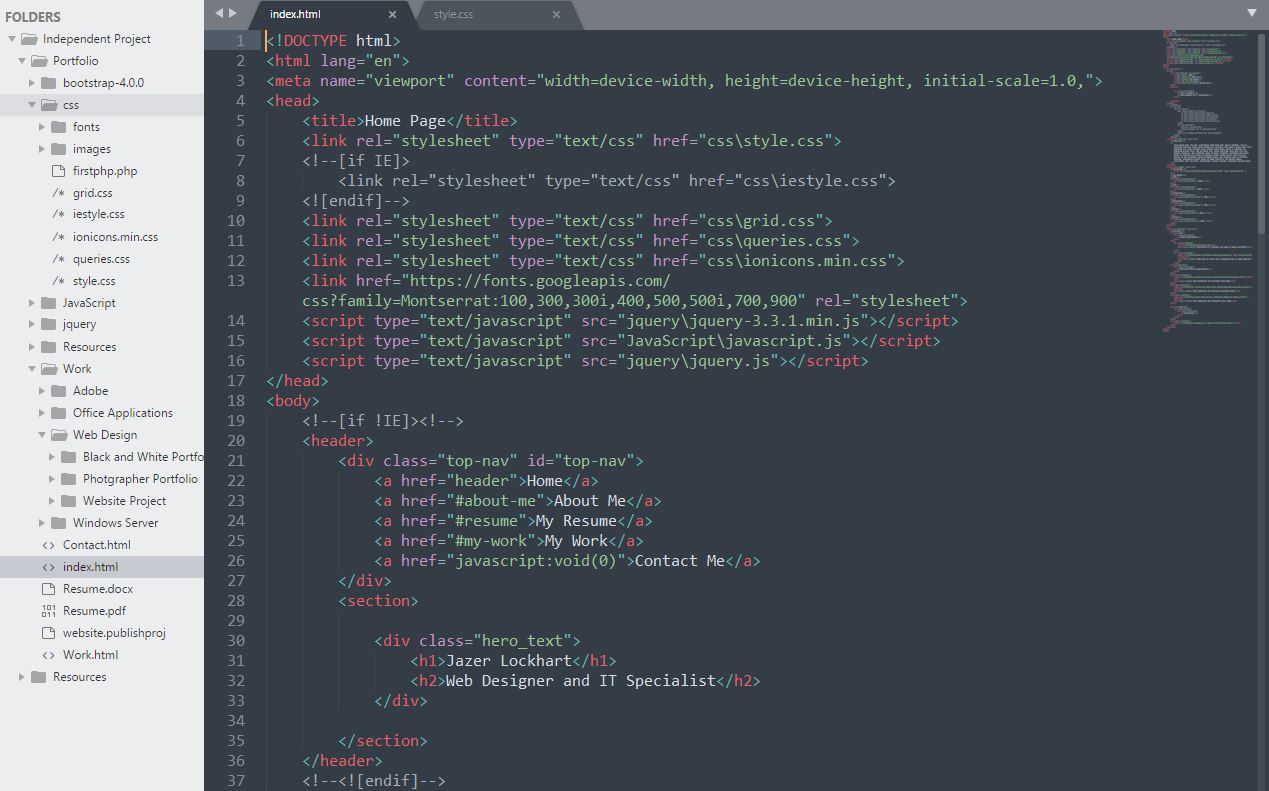 FOLDERS
Independent Project
Portfolio
bootstrap-4.0.0
css
fonts
images
firstphp.php
/* grid.css
/* iestyle.css
/* ionicons.min.css
/* queries.css
/* style.css
JavaScript
jquery
Resources
Work
Adobe
Office Applications
Web Design
Black and White Portfo
Photgrapher Portfolio
Website Project
Windows Server
<> Contact.html
<> index.html
Resume.docx
Resume.pdf
website.publishproj
<> Work.html
Resources
index.html × style.css ×
1 <!DOCTYPE html>
2 <html lang="en">
3 <meta name="viewport" content="width=device-width, height=device-height, initial-scale=1.0,">
4 <head>
5 <title>Home Page</title>
6 <link rel="stylesheet" type="text/css" href="css\style.css">
7 <!--[if IE]>
8 <link rel="stylesheet" type="text/css" href="css\iestyle.css">
9 <![endif]-->
10 <link rel="stylesheet" type="text/css" href="css\grid.css">
11 <link rel="stylesheet" type="text/css" href="css\queries.css">
12 <link rel="stylesheet" type="text/css" href="css\ionicons.min.css">
13 <link href="https://fonts.googleapis.com/
css?family=Montserrat:100,300,300i,400,500,500i,700,900" rel="stylesheet">
14 <script type="text/javascript" src="jquery\jquery-3.3.1.min.js"></script>
15 <script type="text/javascript" src="JavaScript\javascript.js"></script>
16 <script type="text/javascript" src="jquery\jquery.js"></script>
17 </head>
18 <body>
19 <!--[if !IE]><!-->
20 <header>
21 <div class="top-nav" id="top-nav">
22 <a href="header">Home</a>
23 <a href="#about-me">About Me</a>
24 <a href="#resume">My Resume</a>
25 <a href="#my-work">My Work</a>
26 <a href="javascript:void(0)">Contact Me</a>
27 </div>
28 <section>
29
30 <div class="hero_text">
31 <h1>Jazer Lockhart</h1>
32 <h2>Web Designer and IT Specialist</h2>
33 </div>
34
35 </section>
36 </header>
37 <!--<![endif]-->